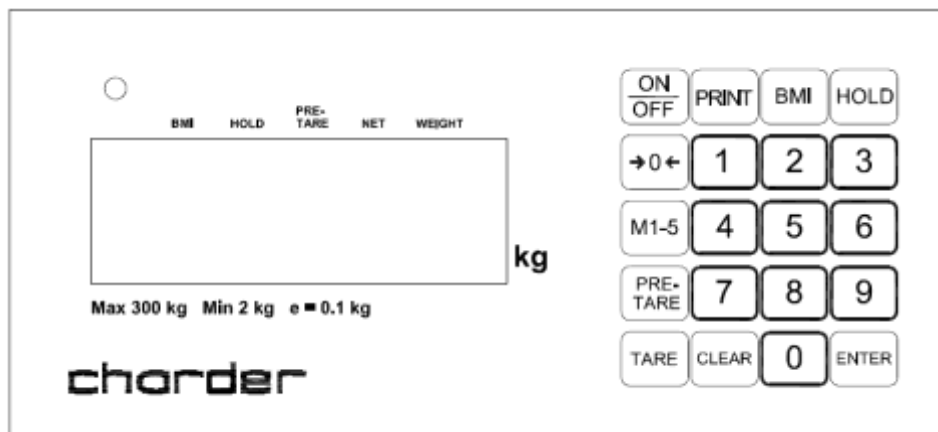 BMI HOLD PRE-TARE NET WEIGHT
kg
Max 300 kg Min 2 kg e = 0.1 kg
charder
ON/OFF PRINT BMI HOLD
→0← 1 2 3
M1-5 4 5 6
PRE-TARE 7 8 9
TARE CLEAR 0 ENTER